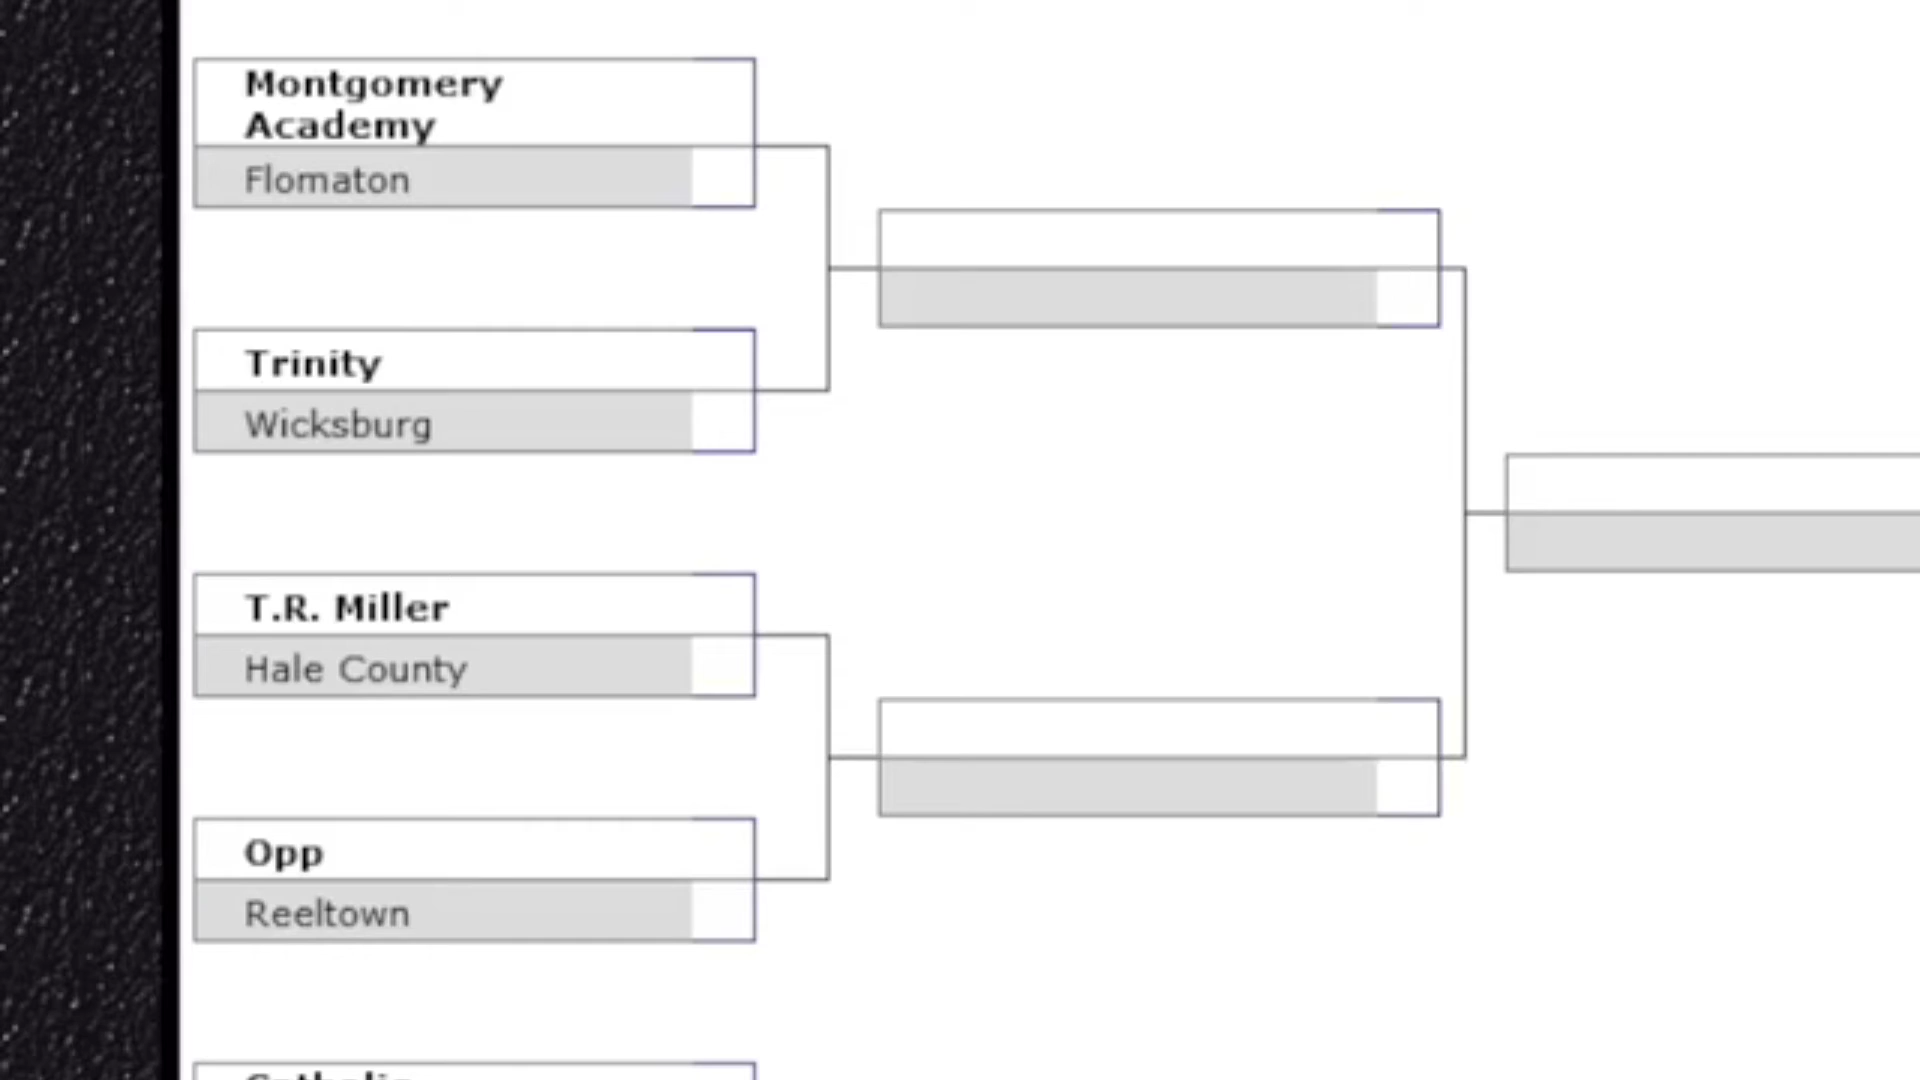 Montgomery
Academy
Flomaton
Trinity
Wicksburg
T.R. Miller
Hale County
Opp
Reeltown